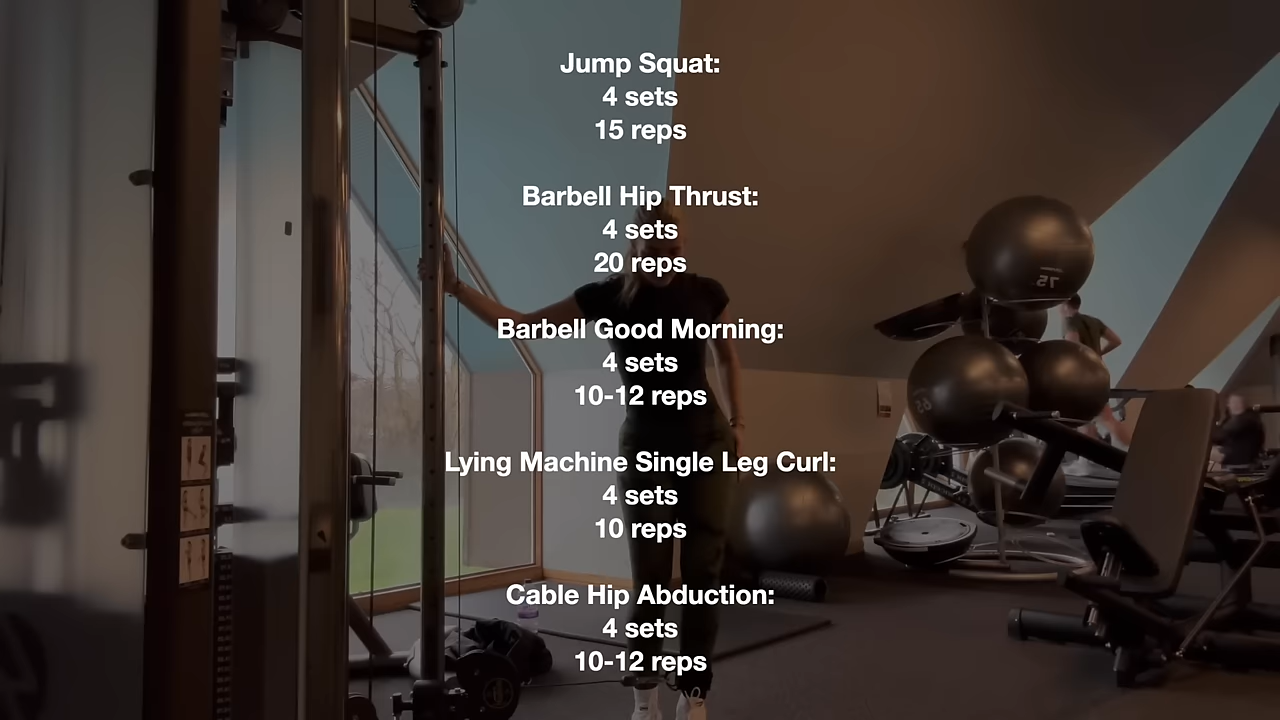 Jump Squat:
4 sets
15 reps
Barbell Hip Thrust:
4 sets
20 reps
Barbell Good Morning:
4 sets
10-12 reps
Lying Machine Single Leg Curl:
4 sets
10 reps
Cable Hip Abduction:
4 sets
10-12 reps
75
65